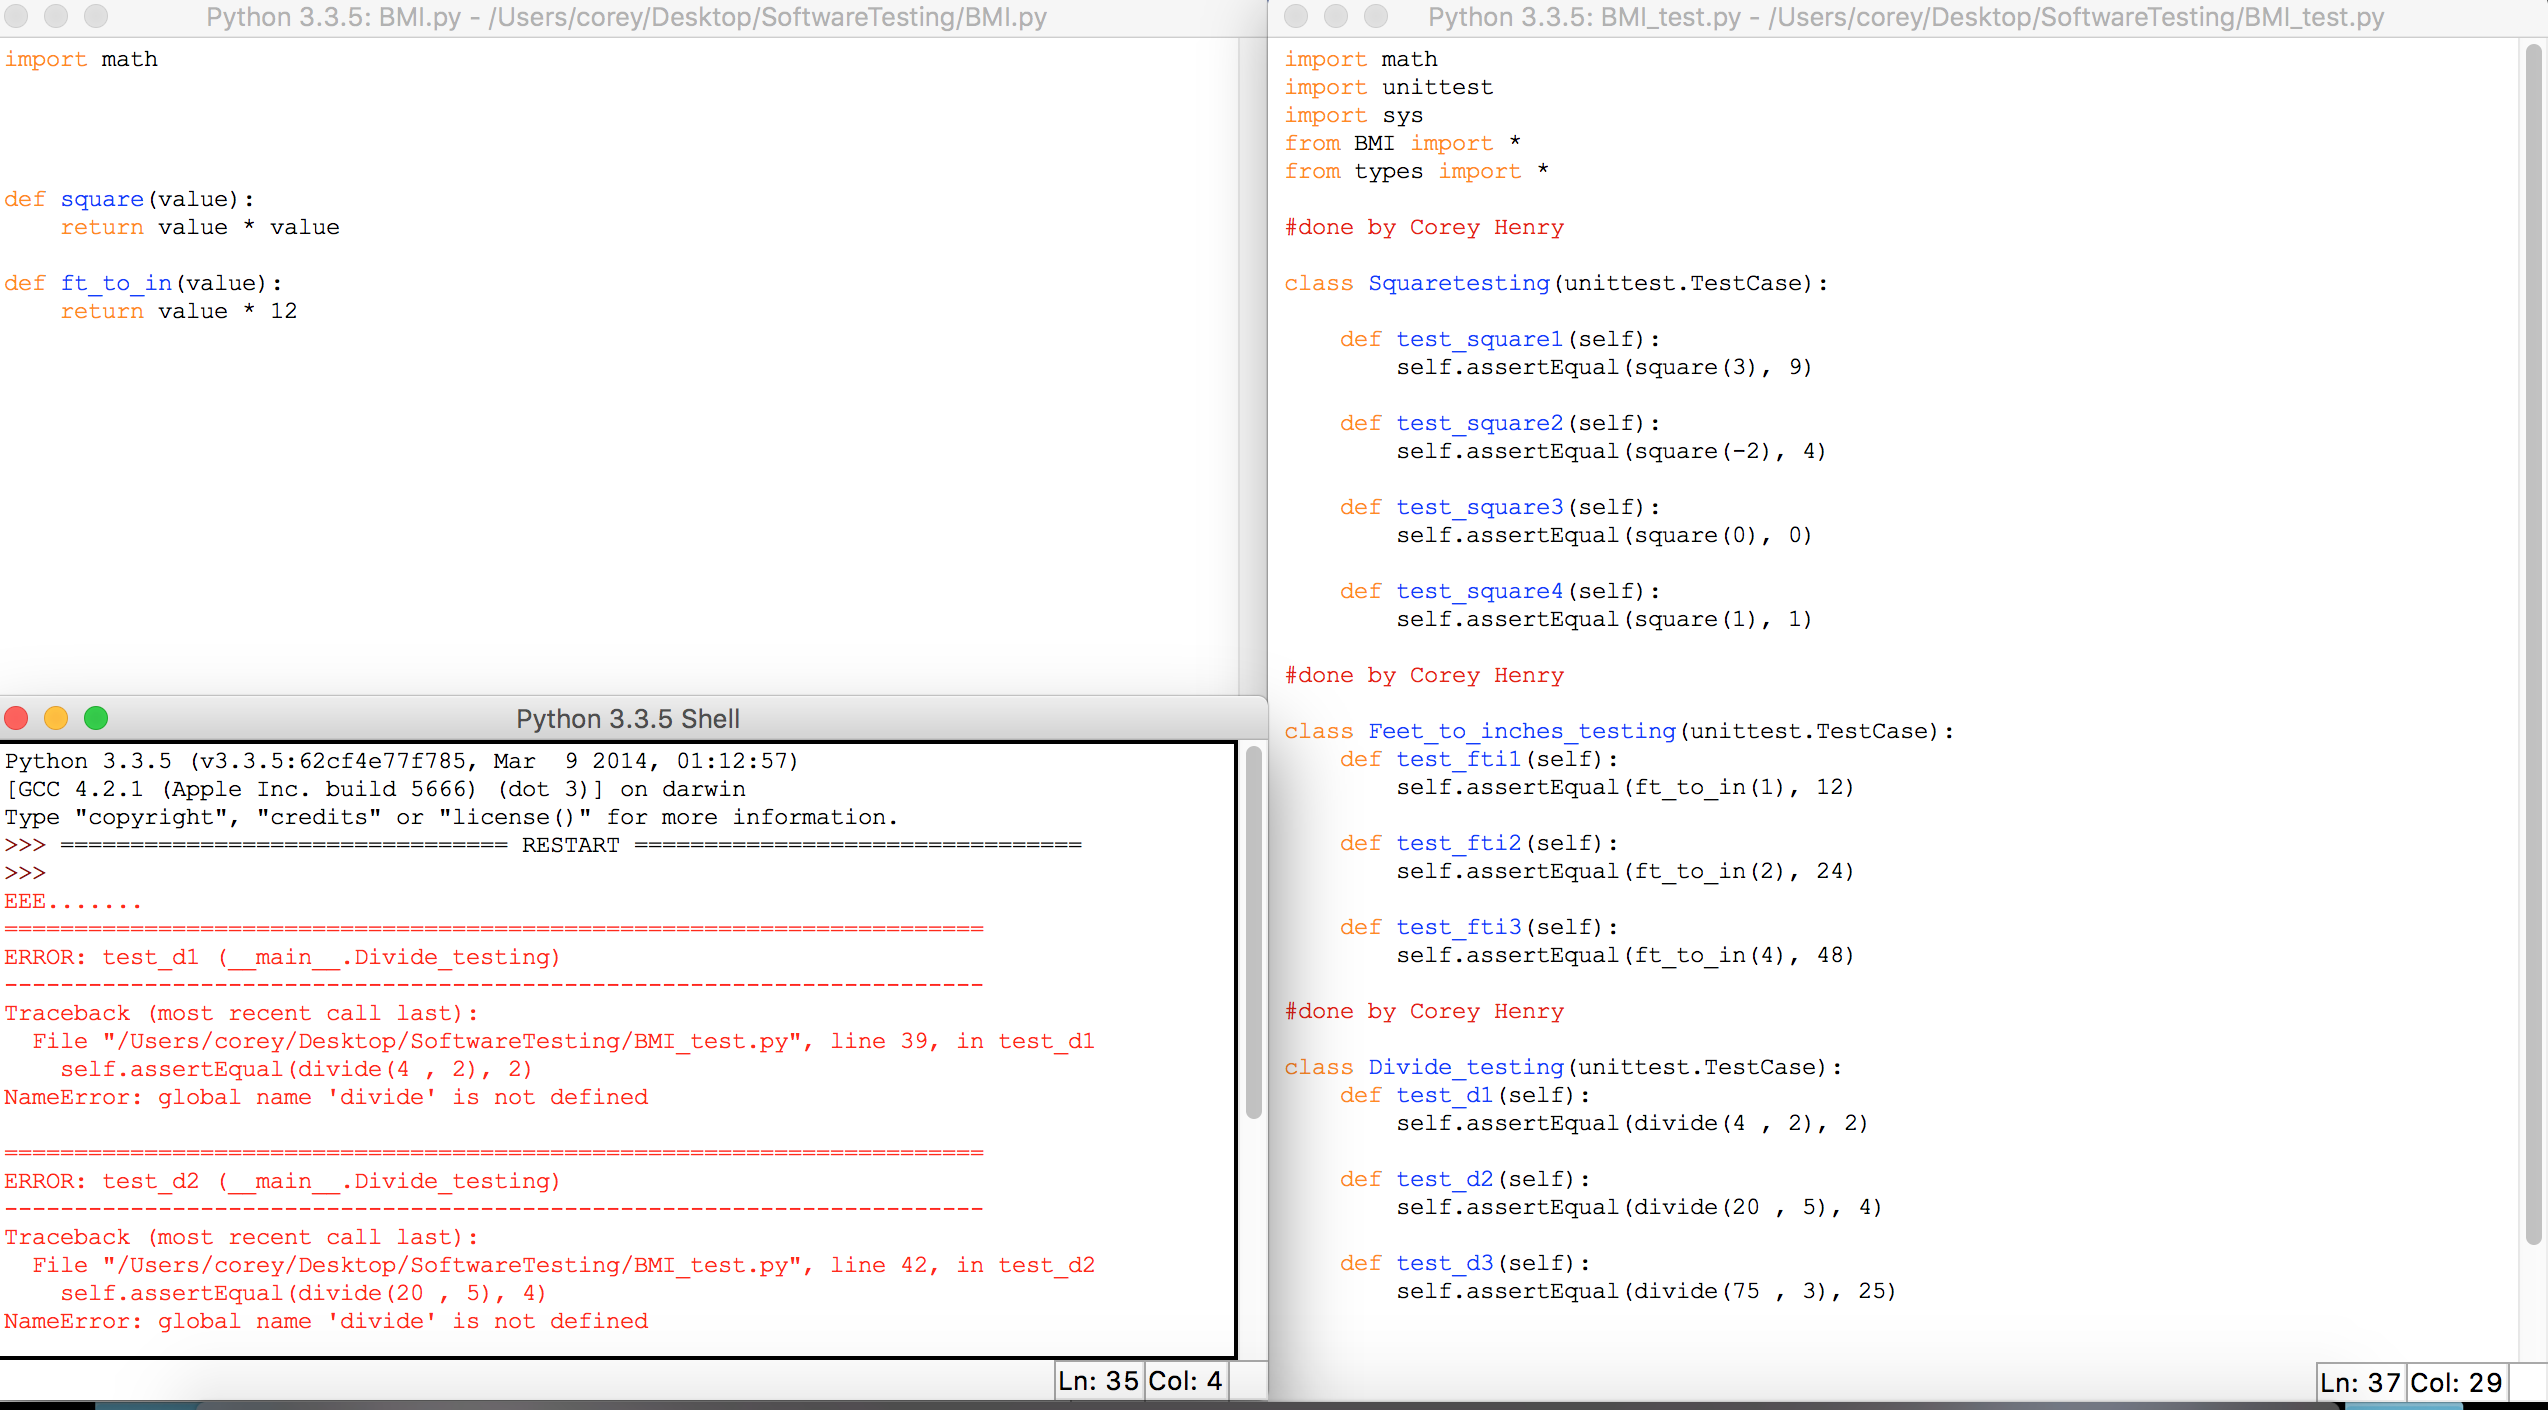 Python 3.3.5: BMI.py - /Users/corey/Desktop/SoftwareTesting/BMI.py
import math
def square(value):
    return value * value
def ft_to_in(value):
    return value * 12
Python 3.3.5 Shell
Python 3.3.5 (v3.3.5:62cf4e77f785, Mar  9 2014, 01:12:57)
[GCC 4.2.1 (Apple Inc. build 5666) (dot 3)] on darwin
Type "copyright", "credits" or "license()" for more information.
>>> ================================ RESTART ================================
>>>
EEE.......
======================================================================
ERROR: test_d1 (__main__.Divide_testing)
----------------------------------------------------------------------
Traceback (most recent call last):
  File "/Users/corey/Desktop/SoftwareTesting/BMI_test.py", line 39, in test_d1
    self.assertEqual(divide(4 , 2), 2)
NameError: global name 'divide' is not defined
======================================================================
ERROR: test_d2 (__main__.Divide_testing)
----------------------------------------------------------------------
Traceback (most recent call last):
  File "/Users/corey/Desktop/SoftwareTesting/BMI_test.py", line 42, in test_d2
    self.assertEqual(divide(20 , 5), 4)
NameError: global name 'divide' is not defined
Ln: 35 Col: 4
Python 3.3.5: BMI_test.py - /Users/corey/Desktop/SoftwareTesting/BMI_test.py
import math
import unittest
import sys
from BMI import *
from types import *
#done by Corey Henry
class Squaretesting(unittest.TestCase):
    def test_square1(self):
        self.assertEqual(square(3), 9)
    def test_square2(self):
        self.assertEqual(square(-2), 4)
    def test_square3(self):
        self.assertEqual(square(0), 0)
    def test_square4(self):
        self.assertEqual(square(1), 1)
#done by Corey Henry
class Feet_to_inches_testing(unittest.TestCase):
    def test_fti1(self):
        self.assertEqual(ft_to_in(1), 12)
    def test_fti2(self):
        self.assertEqual(ft_to_in(2), 24)
    def test_fti3(self):
        self.assertEqual(ft_to_in(4), 48)
#done by Corey Henry
class Divide_testing(unittest.TestCase):
    def test_d1(self):
        self.assertEqual(divide(4 , 2), 2)
    def test_d2(self):
        self.assertEqual(divide(20 , 5), 4)
    def test_d3(self):
        self.assertEqual(divide(75 , 3), 25)
Ln: 37 Col: 29